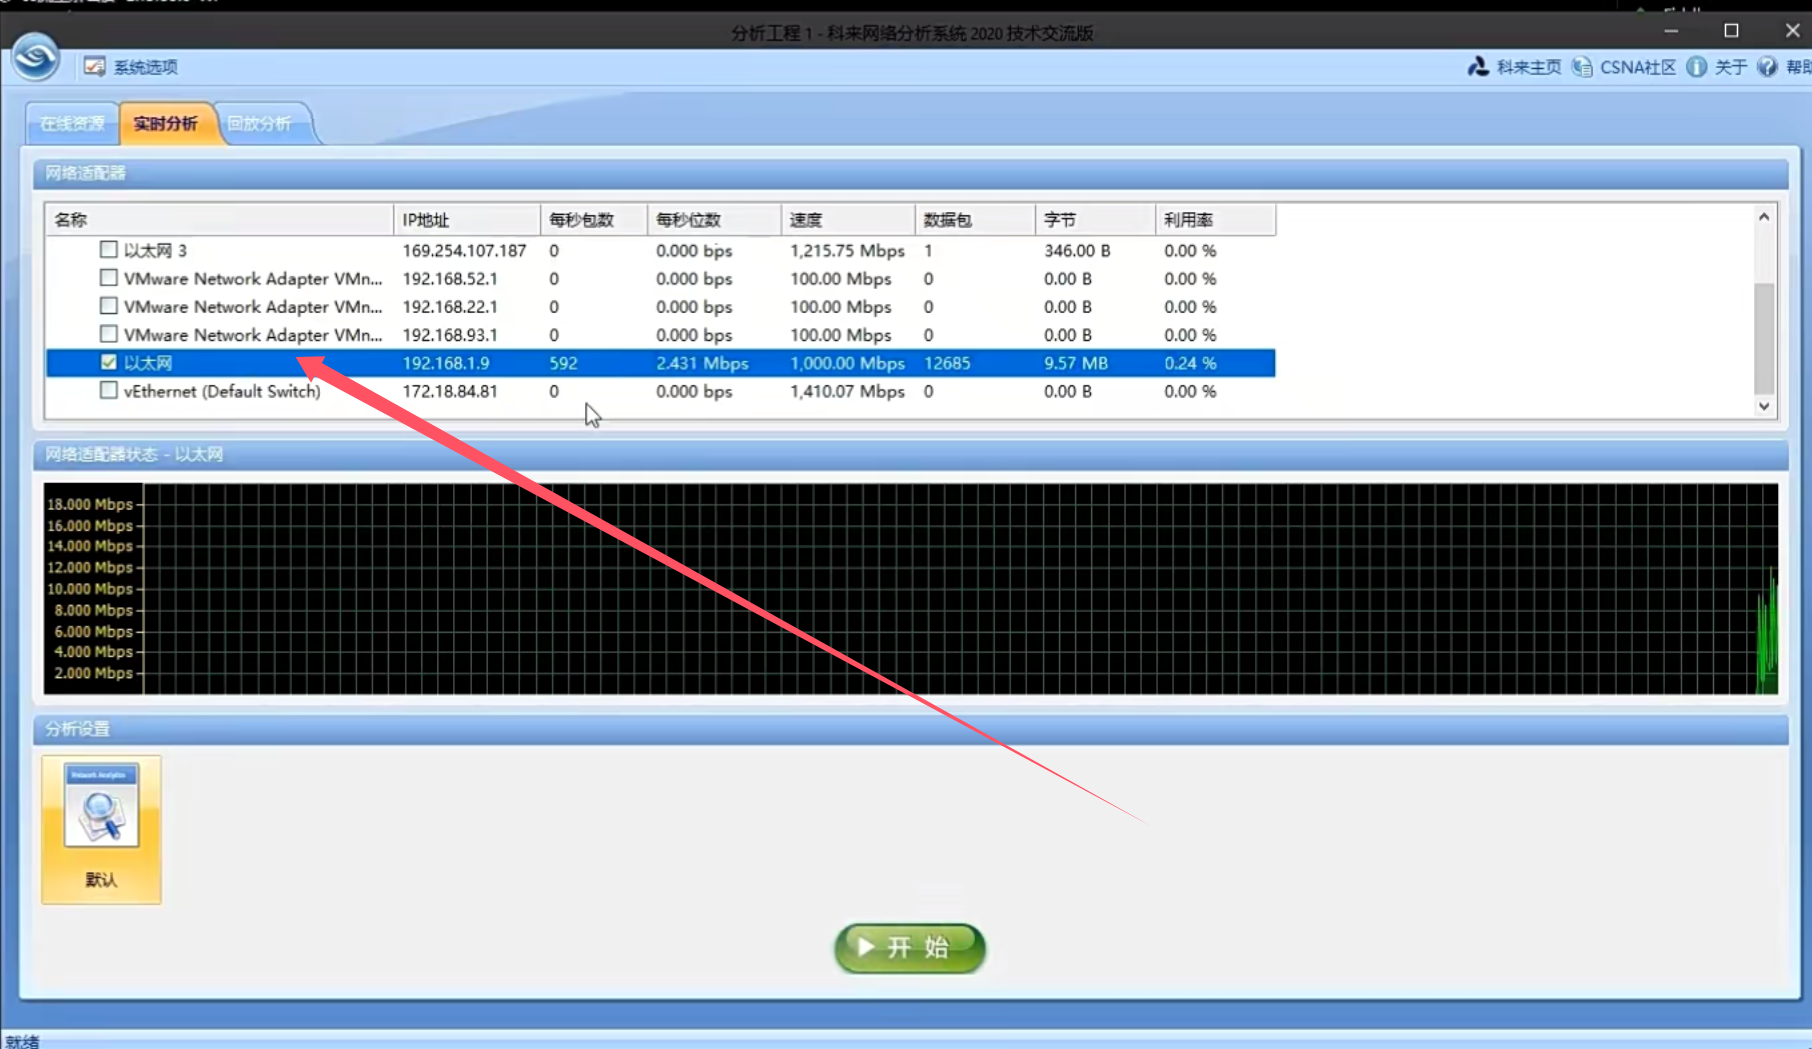 分析工程 1 - 科来网络分析系统 2020 技术交流版
系统选项
科来主页 CSNA社区 关于 帮助
在线资源 实时分析 回放分析
网络适配器
名称 IP地址 每秒包数 每秒位数 速度 数据包 字节 利用率
以太网 3 169.254.107.187 0 0.000 bps 1,215.75 Mbps 1 346.00 B 0.00 %
VMware Network Adapter VMn... 192.168.52.1 0 0.000 bps 100.00 Mbps 0 0.00 B 0.00 %
VMware Network Adapter VMn... 192.168.22.1 0 0.000 bps 100.00 Mbps 0 0.00 B 0.00 %
VMware Network Adapter VMn... 192.168.93.1 0 0.000 bps 100.00 Mbps 0 0.00 B 0.00 %
以太网 192.168.1.9 592 2.431 Mbps 1,000.00 Mbps 12685 9.57 MB 0.24 %
vEthernet (Default Switch) 172.18.84.81 0 0.000 bps 1,410.07 Mbps 0 0.00 B 0.00 %
网络适配器状态 - 以太网
18.000 Mbps
16.000 Mbps
14.000 Mbps
12.000 Mbps
10.000 Mbps
8.000 Mbps
6.000 Mbps
4.000 Mbps
2.000 Mbps
分析设置
Network Analytics
默认
开 始
就绪